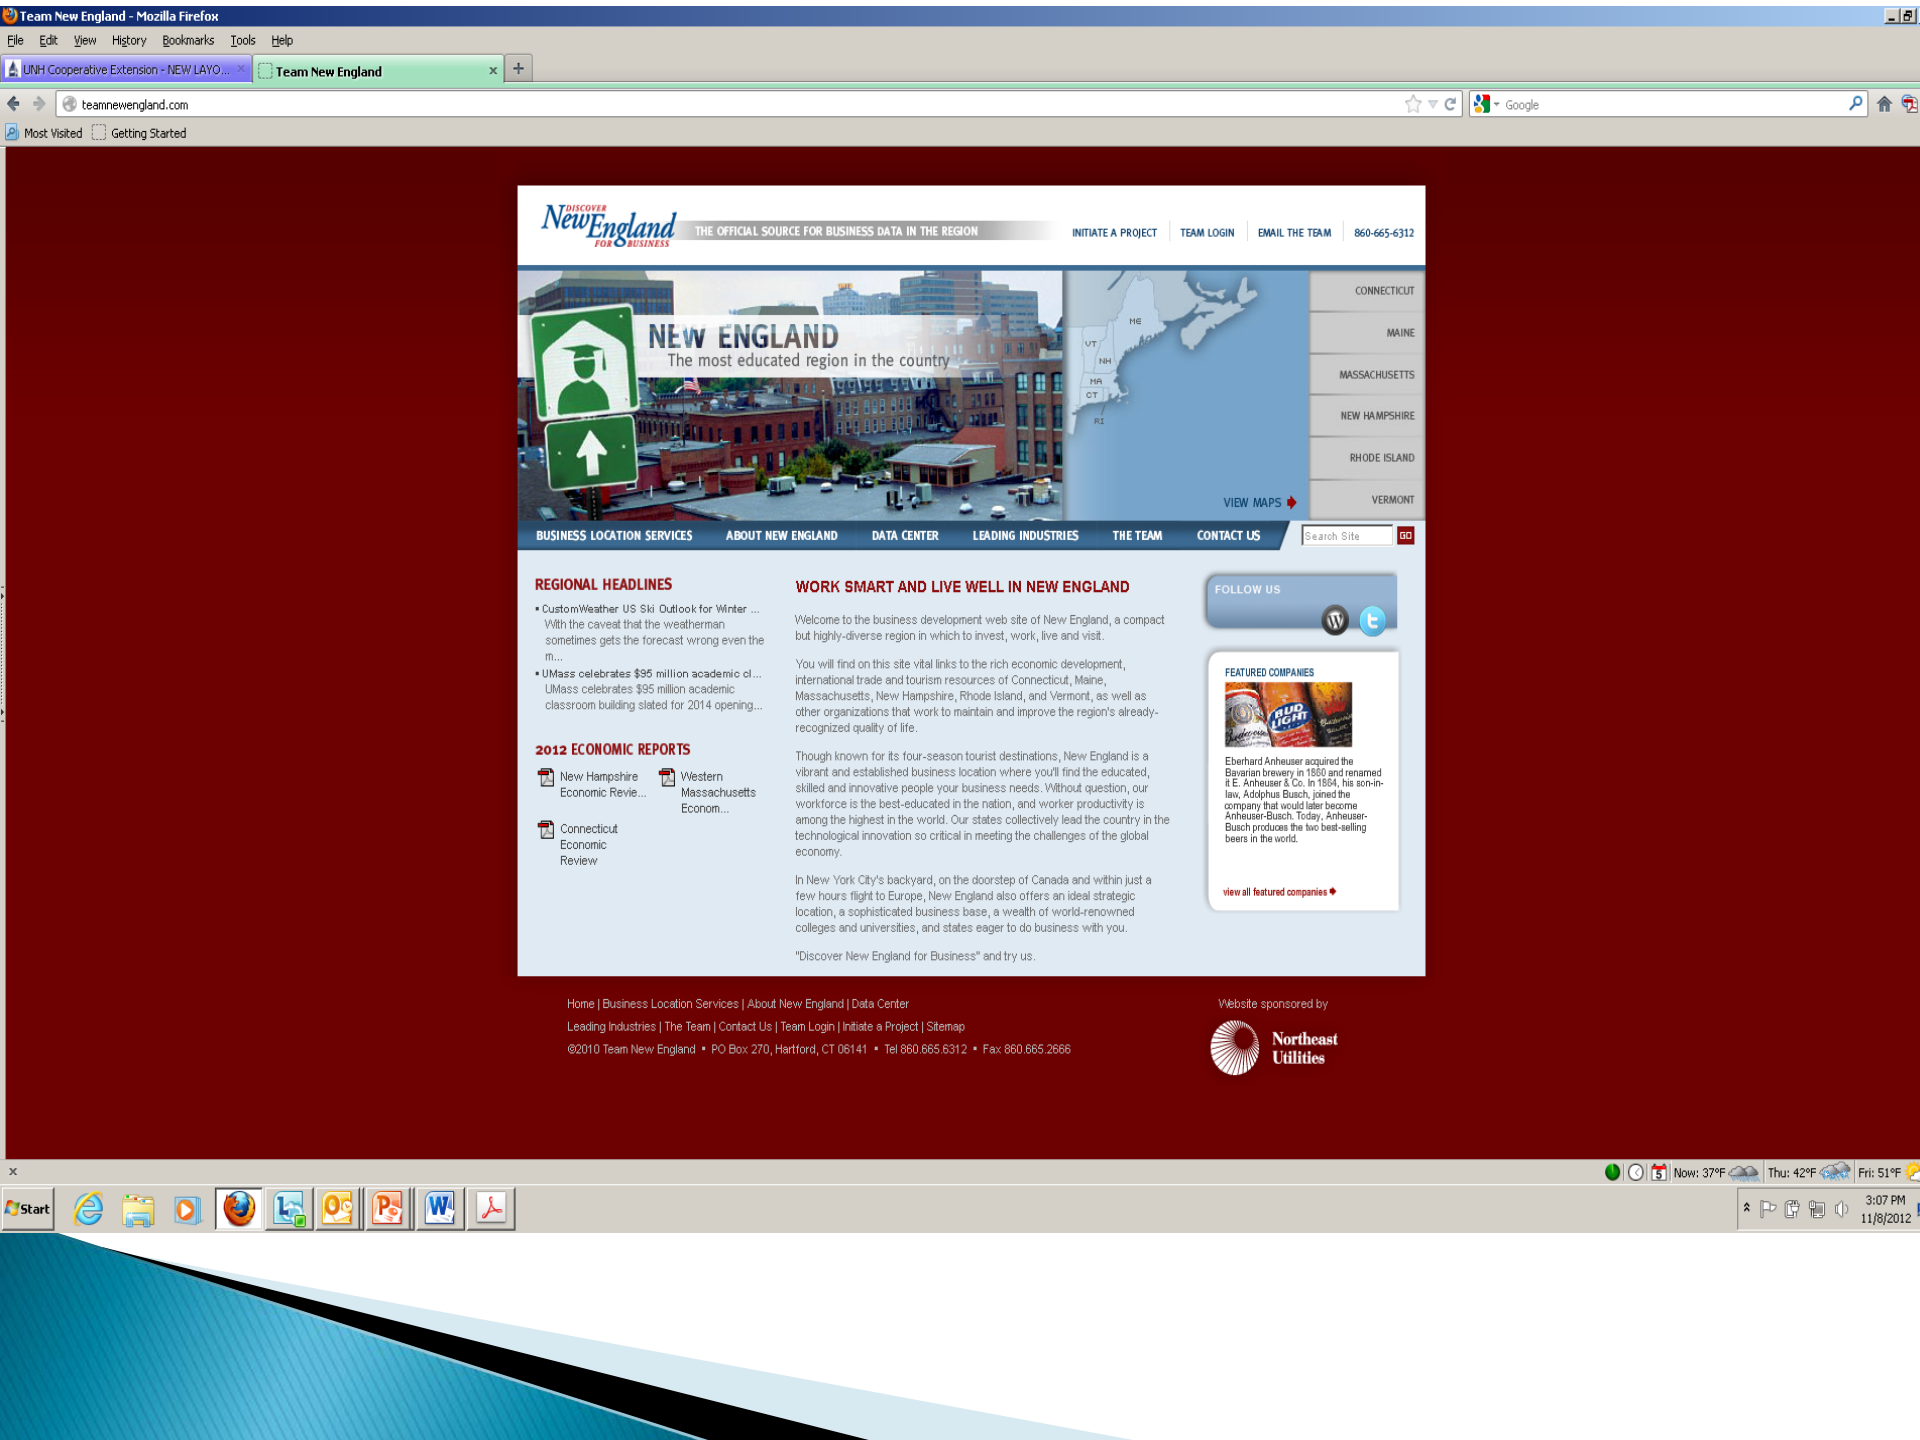 Team New England - Mozilla Firefox
File Edit View History Bookmarks Tools Help
UNH Cooperative Extension - NEW LAYO...
Team New England
teamnewengland.com
Google
Most Visited Getting Started
DISCOVER
New England
FOR BUSINESS
THE OFFICIAL SOURCE FOR BUSINESS DATA IN THE REGION
INITIATE A PROJECT
TEAM LOGIN
EMAIL THE TEAM
860-665-6312
NEW ENGLAND
The most educated region in the country
ME
VT
NH
MA
CT
RI
VIEW MAPS
CONNECTICUT
MAINE
MASSACHUSETTS
NEW HAMPSHIRE
RHODE ISLAND
VERMONT
BUSINESS LOCATION SERVICES
ABOUT NEW ENGLAND
DATA CENTER
LEADING INDUSTRIES
THE TEAM
CONTACT US
Search Site
GO
REGIONAL HEADLINES
CustomWeather US Ski Outlook for Winter ...
With the caveat that the weatherman
sometimes gets the forecast wrong even the
m...
UMass celebrates $95 million academic cl...
UMass celebrates $95 million academic
classroom building slated for 2014 opening...
2012 ECONOMIC REPORTS
New Hampshire
Economic Revie...
Western
Massachusetts
Econom...
Connecticut
Economic
Review
WORK SMART AND LIVE WELL IN NEW ENGLAND
Welcome to the business development web site of New England, a compact
but highly-diverse region in which to invest, work, live and visit.
You will find on this site vital links to the rich economic development,
international trade and tourism resources of Connecticut, Maine,
Massachusetts, New Hampshire, Rhode Island, and Vermont, as well as
other organizations that work to maintain and improve the region's already-
recognized quality of life.
Though known for its four-season tourist destinations, New England is a
vibrant and established business location where you'll find the educated,
skilled and innovative people your business needs. Without question, our
workforce is the best-educated in the nation, and worker productivity is
among the highest in the world. Our states collectively lead the country in the
technological innovation so critical in meeting the challenges of the global
economy.
In New York City's backyard, on the doorstep of Canada and within just a
few hours flight to Europe, New England also offers an ideal strategic
location, a sophisticated business base, a wealth of world-renowned
colleges and universities, and states eager to do business with you.
"Discover New England for Business" and try us.
FOLLOW US
FEATURED COMPANIES
BUD
LIGHT
Budweiser
Eberhard Anheuser acquired the
Bavarian brewery in 1860 and renamed
it E. Anheuser & Co. In 1864, his son-in-
law, Adolphus Busch, joined the
company that would later become
Anheuser-Busch. Today, Anheuser-
Busch produces the two best-selling
beers in the world.
view all featured companies
Home | Business Location Services | About New England | Data Center
Leading Industries | The Team | Contact Us | Team Login | Initiate a Project | Sitemap
©2010 Team New England ▪ PO Box 270, Hartford, CT 06141 ▪ Tel 860.665.6312 ▪ Fax 860.665.2666
Website sponsored by
Northeast
Utilities
5 Now: 37°F Thu: 42°F Fri: 51°F
Start
3:07 PM
11/8/2012